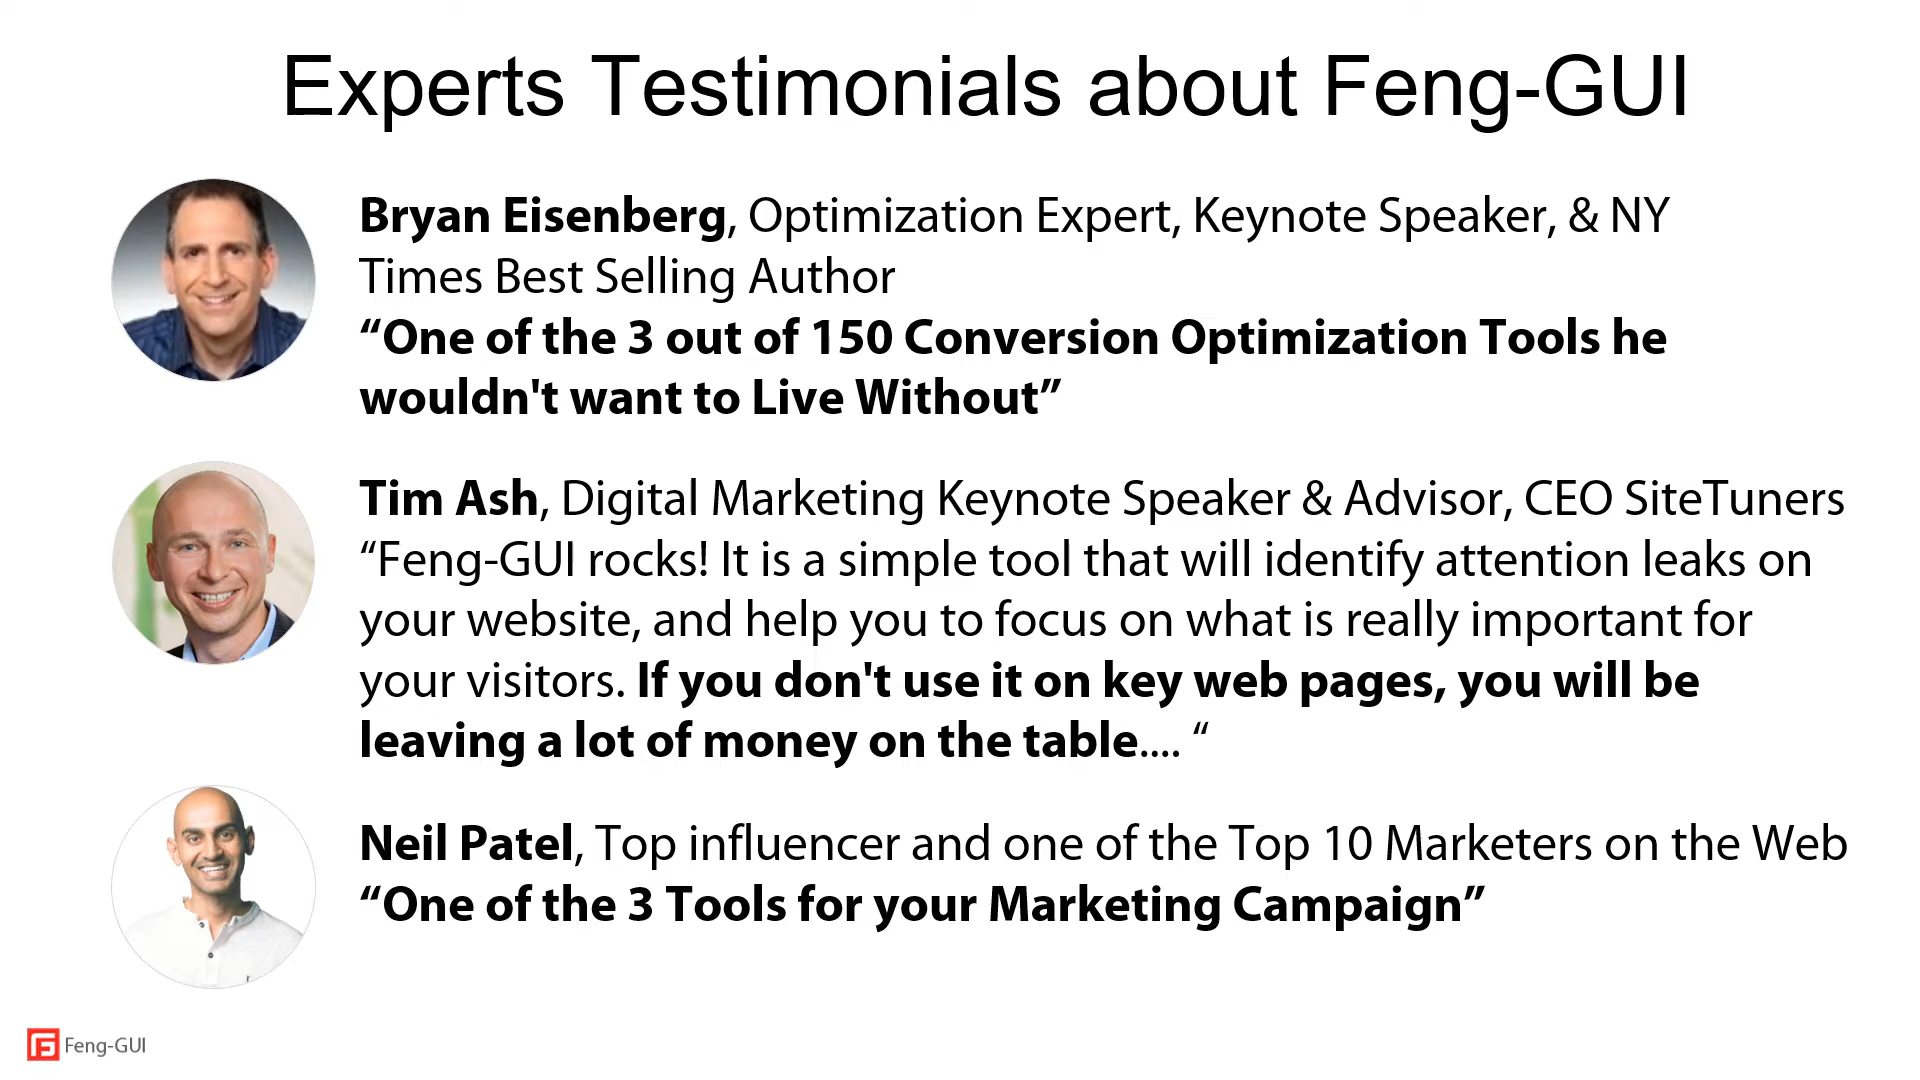 Experts Testimonials about Feng-GUI
Bryan Eisenberg, Optimization Expert, Keynote Speaker, & NY
Times Best Selling Author
“One of the 3 out of 150 Conversion Optimization Tools he
wouldn't want to Live Without”
Tim Ash, Digital Marketing Keynote Speaker & Advisor, CEO SiteTuners
“Feng-GUI rocks! It is a simple tool that will identify attention leaks on
your website, and help you to focus on what is really important for
your visitors. If you don't use it on key web pages, you will be
leaving a lot of money on the table.... “
Neil Patel, Top influencer and one of the Top 10 Marketers on the Web
“One of the 3 Tools for your Marketing Campaign”
Feng-GUI